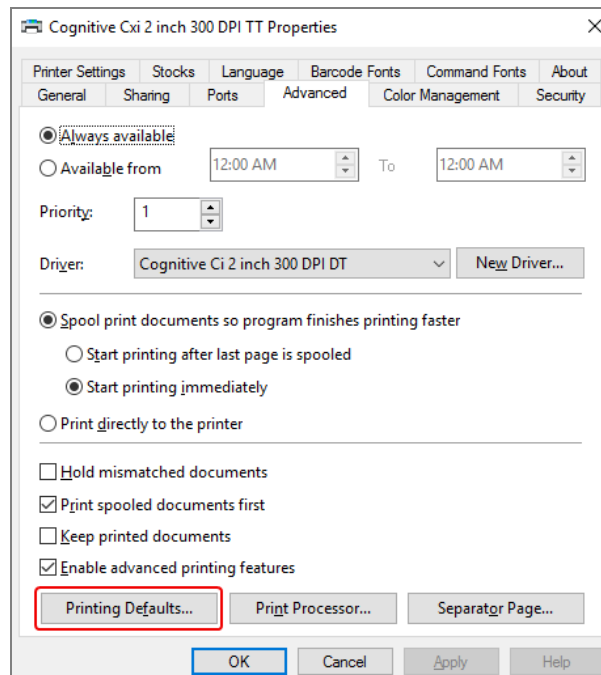 Cognitive Cxi 2 inch 300 DPI TT Properties
Printer Settings Stocks Language Barcode Fonts Command Fonts About
General Sharing Ports Advanced Color Management Security
Always available
Available from 12:00 AM To 12:00 AM
Priority: 1
Driver: Cognitive Ci 2 inch 300 DPI DT New Driver...
Spool print documents so program finishes printing faster
Start printing after last page is spooled
Start printing immediately
Print directly to the printer
Hold mismatched documents
Print spooled documents first
Keep printed documents
Enable advanced printing features
Printing Defaults... Print Processor... Separator Page...
OK Cancel Apply Help